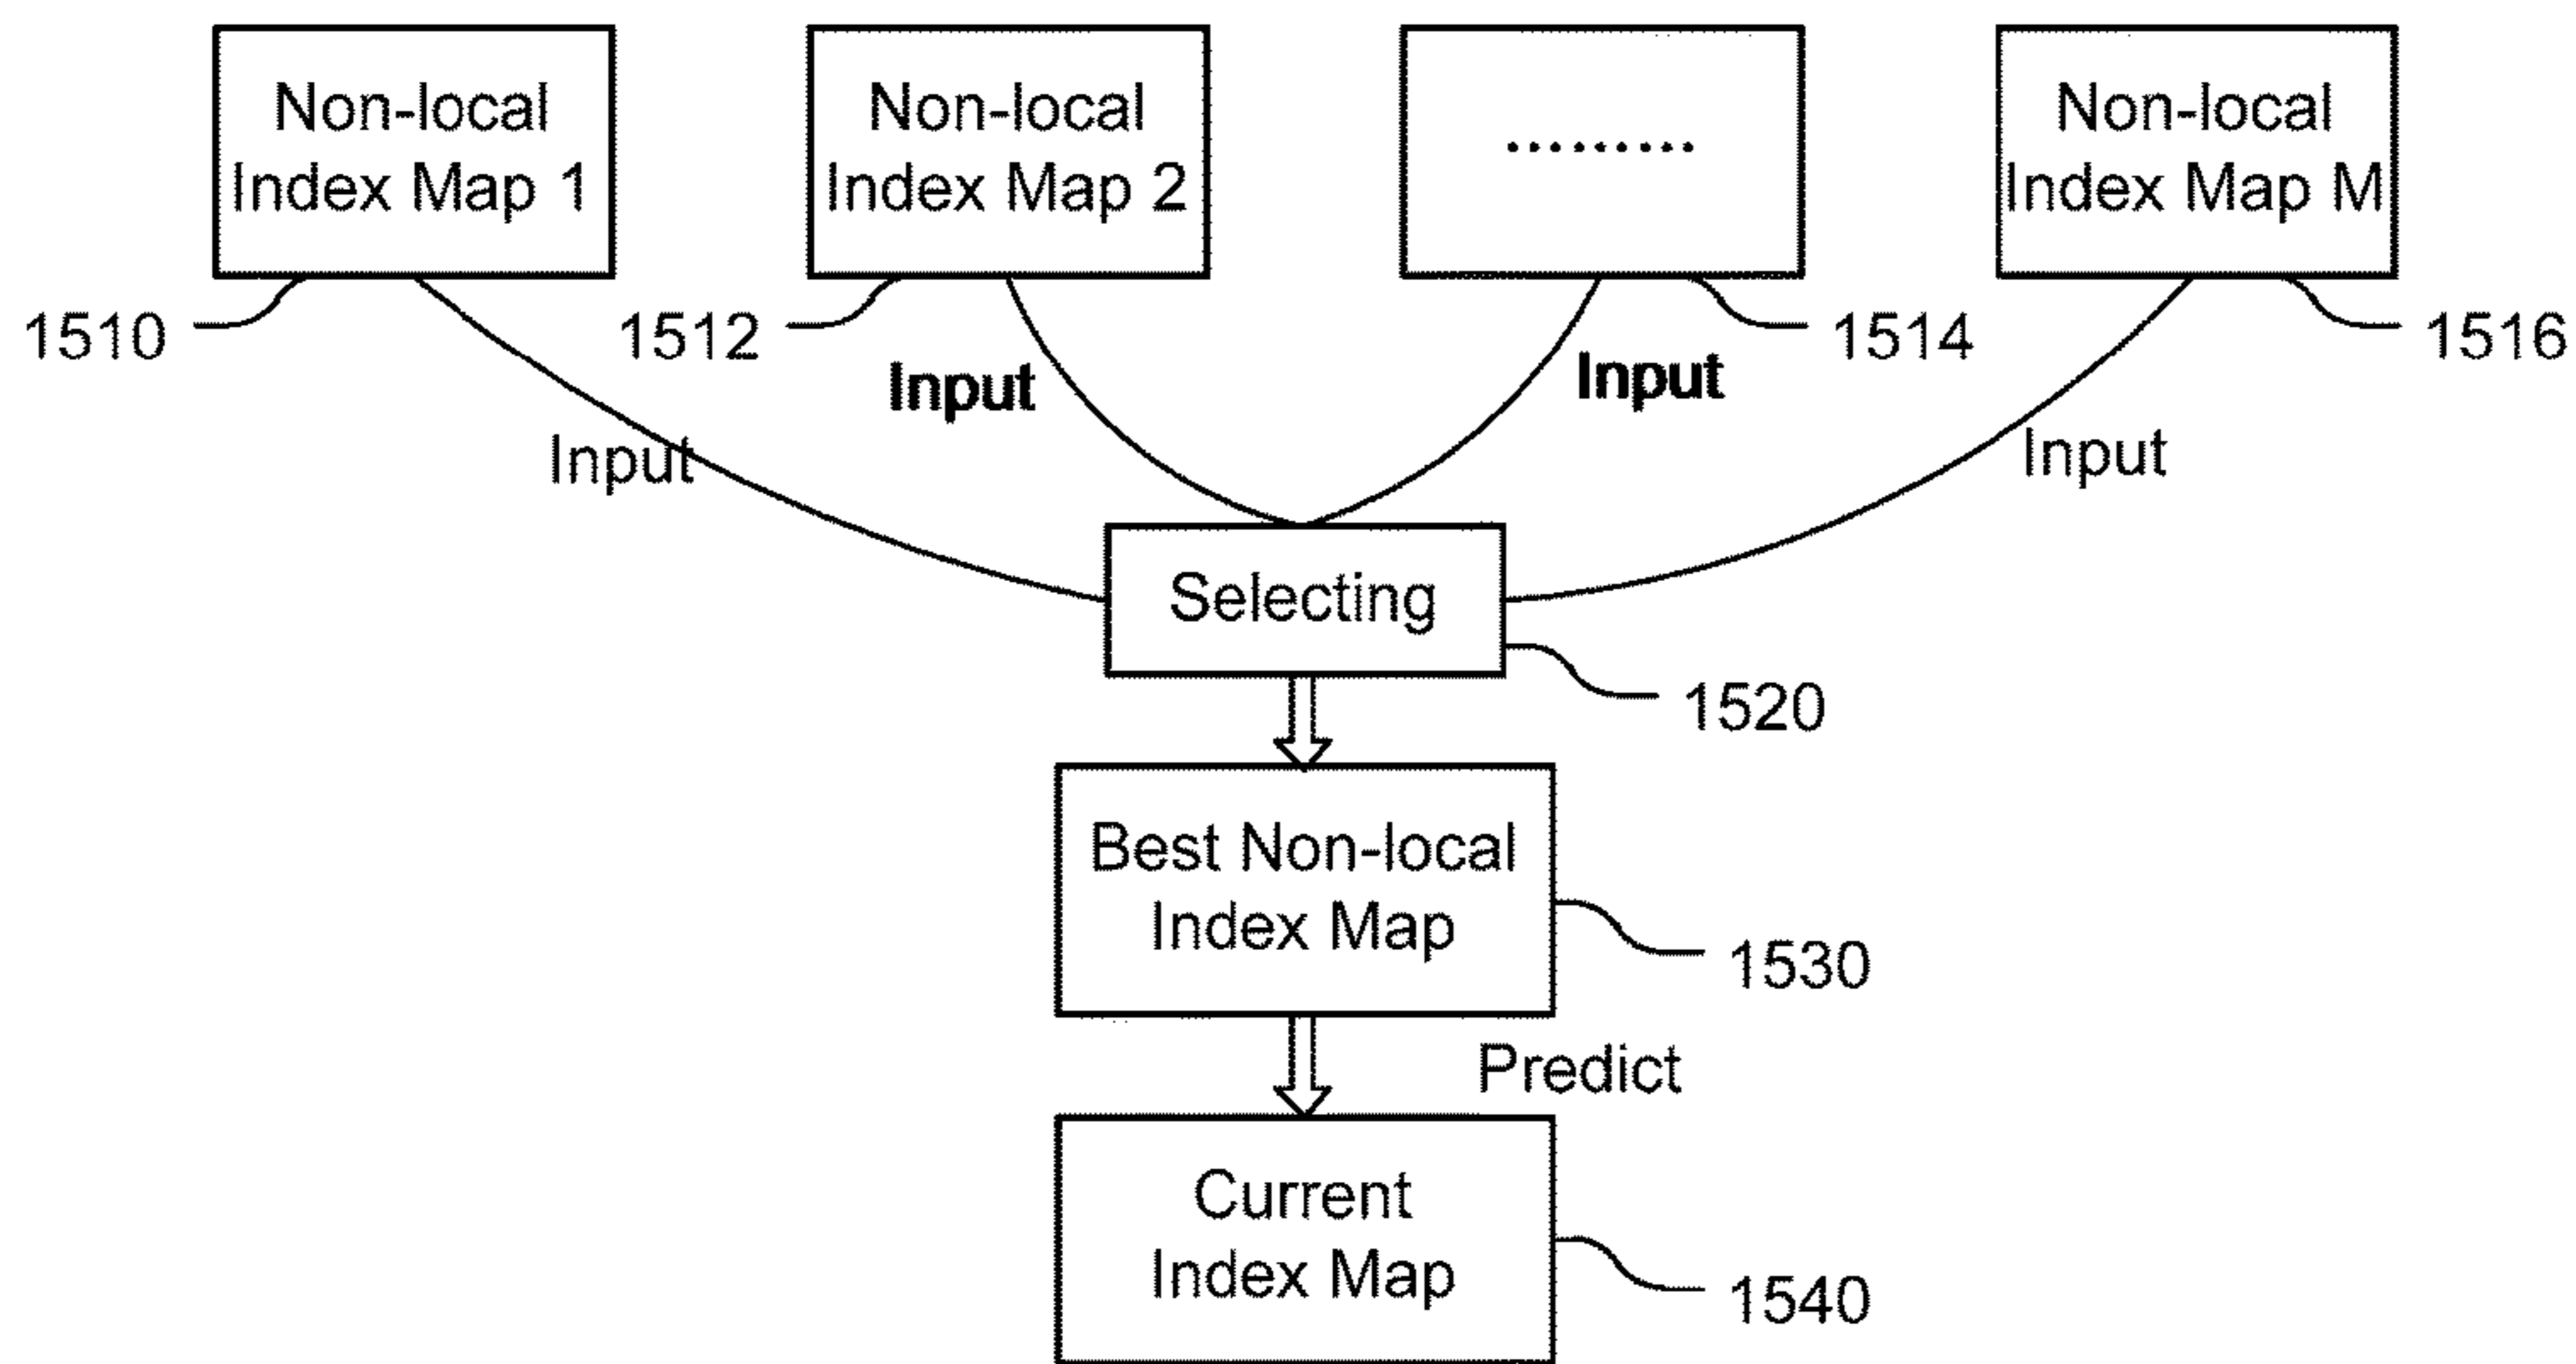 Non-local
Index Map 1
Non-local
Index Map 2
.........
Non-local
Index Map M
1510
1512
1514
1516
Input
Input
Input
Input
Selecting
1520
Best Non-local
Index Map
1530
Predict
Current
Index Map
1540